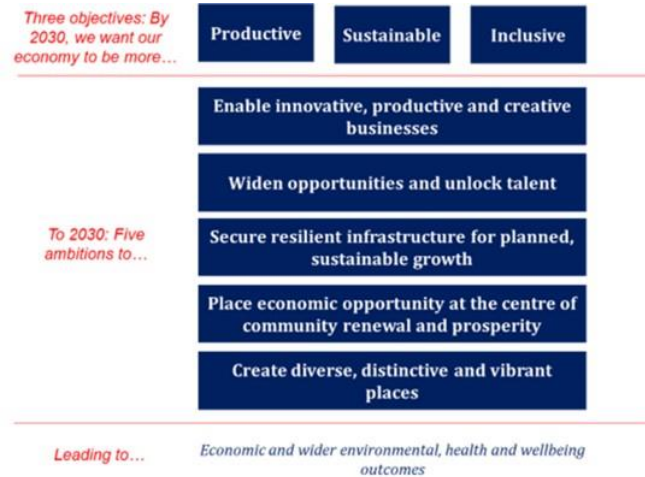 Three objectives: By
2030, we want our
economy to be more…
Productive
Sustainable
Inclusive
Enable innovative, productive and creative
businesses
Widen opportunities and unlock talent
To 2030: Five
ambitions to…
Secure resilient infrastructure for planned,
sustainable growth
Place economic opportunity at the centre of
community renewal and prosperity
Create diverse, distinctive and vibrant
places
Leading to…
Economic and wider environmental, health and wellbeing
outcomes